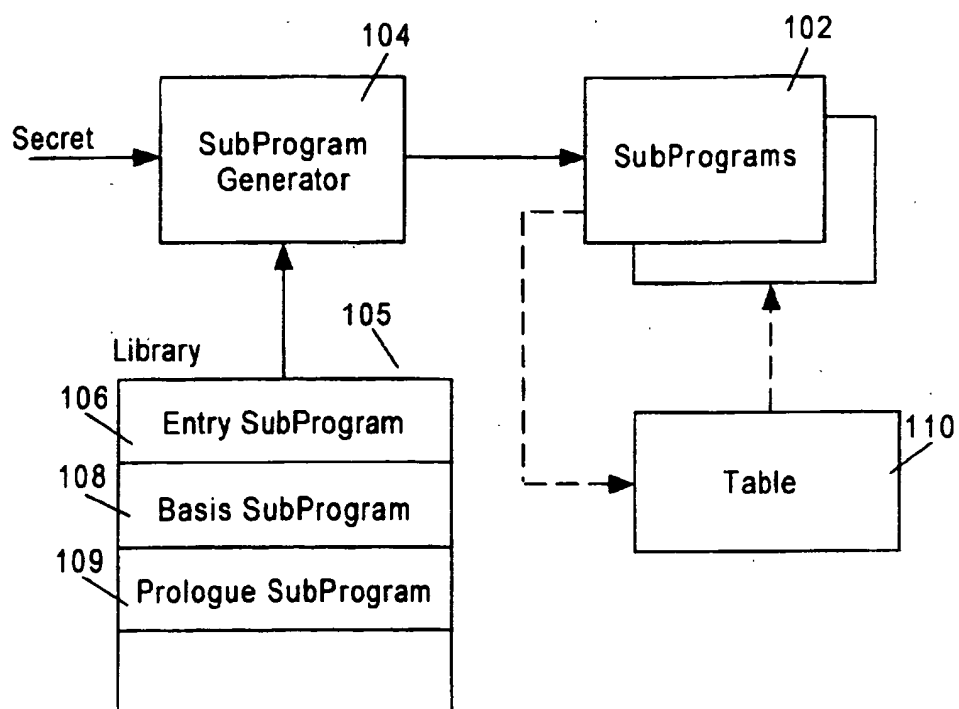 104
102
Secret
SubProgram
Generator
SubPrograms
105
Library
106
Entry SubProgram
110
108
Basis SubProgram
Table
109
Prologue SubProgram